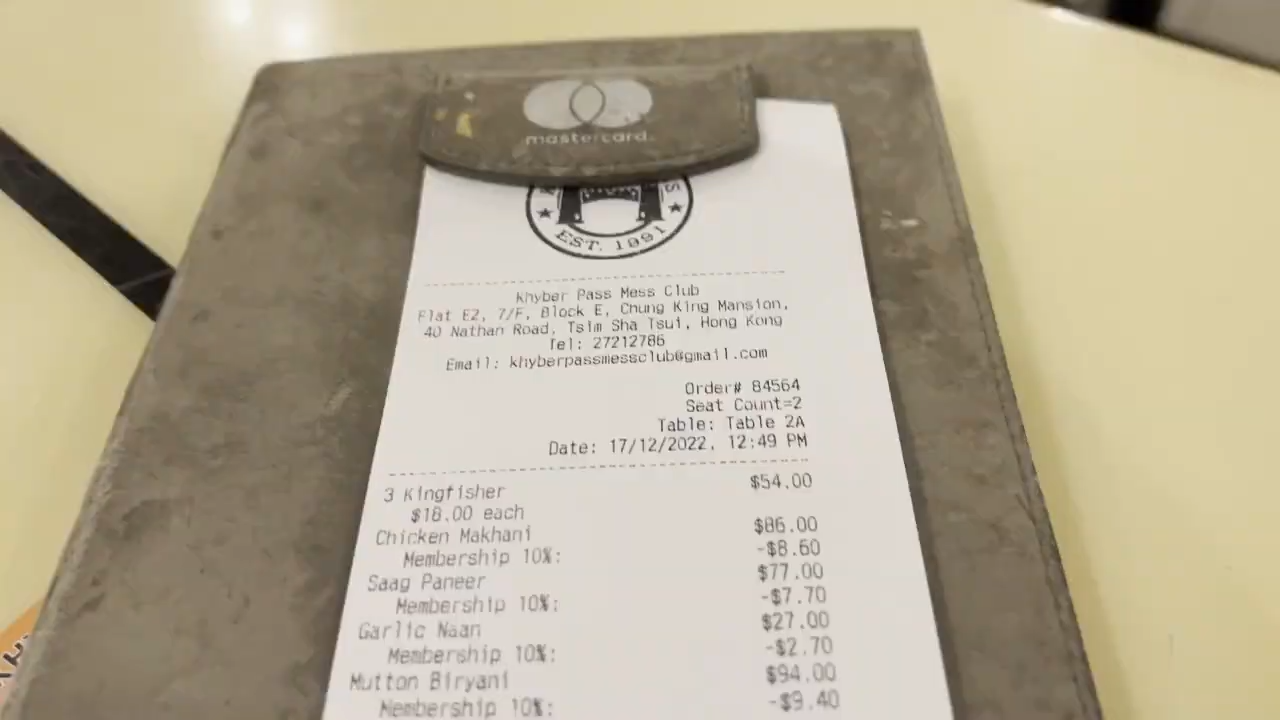 mastercard.
EST. 1991
Khyber Pass Mess Club
Flat E2, 7/F, Block E, Chung King Mansion,
40 Nathan Road, Tsim Sha Tsui, Hong Kong
Tel: 27212786
Email: khyberpassmessclub@gmail.com
Order# 84564
Seat Count=2
Table: Table 2A
Date: 17/12/2022, 12:49 PM
3 Kingfisher $54.00
$18.00 each
Chicken Makhani $86.00
Membership 10%: -$8.60
Saag Paneer $77.00
Membership 10%: -$7.70
Garlic Naan $27.00
Membership 10%: -$2.70
Mutton Biryani $94.00
Membership 10%: -$9.40